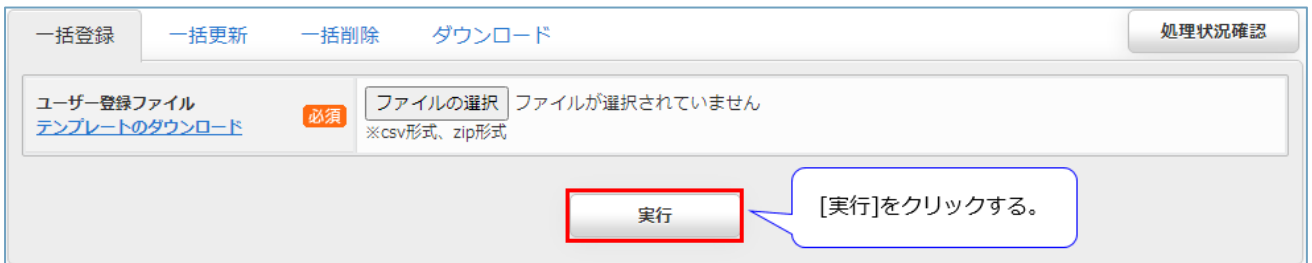 一括登録 一括更新 一括削除 ダウンロード 処理状況確認
ユーザー登録ファイル
テンプレートのダウンロード
必須
ファイルの選択 ファイルが選択されていません
※csv形式、zip形式
実行
[実行]をクリックする。